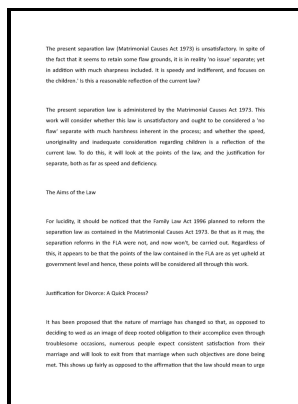 The present separation law (Matrimonial Causes Act 1973) is unsatisfactory. In spite of
the fact that it seems to retain some flaw grounds, it is in reality 'no issue' separate; yet
in addition with much sharpness included. It is speedy and indifferent, and focuses on
the children.' Is this a reasonable reflection of the current law?
The present separation law is administered by the Matrimonial Causes Act 1973. This
work will consider whether this law is unsatisfactory and ought to be considered a 'no
flaw' separate with much harshness inherent in the process; and whether the speed,
unoriginality and inadequate consideration regarding children is a reflection of the
current law. To do this, it will look at the points of the law, and the justification for
separate, both as far as speed and deficiency.
The Aims of the Law
For lucidity, it should be noticed that the Family Law Act 1996 planned to reform the
separation law as contained in the Matrimonial Causes Act 1973. Be that as it may, the
separation reforms in the FLA were not, and now won't, be carried out. Regardless of
this, it appears to be that the points of the law contained in the FLA are as yet upheld at
government level and hence, these points will be considered all through this work.
Justification for Divorce: A Quick Process?
It has been proposed that the nature of marriage has changed so that, as opposed to
deciding to wed as an image of deep rooted obligation to their accomplice even through
troublesome occasions, numerous people expect consistent satisfaction from their
marriage and will look to exit from that marriage when such objectives are done being
met. This shows up fairly as opposed to the affirmation that the law should mean to urge